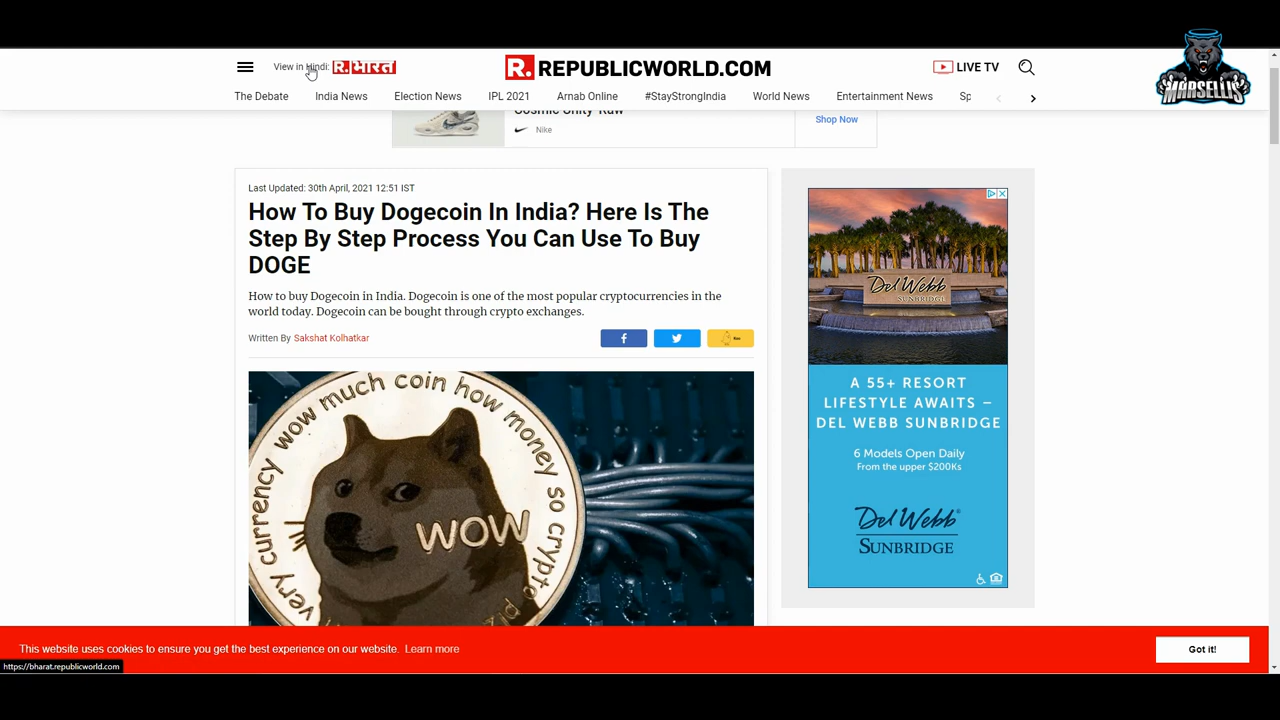 View in Hindi: R. भारत
R. REPUBLICWORLD.COM
LIVE TV
MARSELLIS
The Debate India News Election News IPL 2021 Arnab Online #StayStrongIndia World News Entertainment News Sp
Cosmic Unity 'Raw'
Nike
Shop Now
Last Updated: 30th April, 2021 12:51 IST
How To Buy Dogecoin In India? Here Is The
Step By Step Process You Can Use To Buy
DOGE
How to buy Dogecoin in India. Dogecoin is one of the most popular cryptocurrencies in the
world today. Dogecoin can be bought through crypto exchanges.
Written By Sakshat Kolhatkar
very currency wow much coin how money so crypto
WOW
Del Webb
SUNBRIDGE
A 55+ RESORT
LIFESTYLE AWAITS –
DEL WEBB SUNBRIDGE
6 Models Open Daily
From the upper $200Ks
Del Webb®
SUNBRIDGE
This website uses cookies to ensure you get the best experience on our website. Learn more
Got it!
https://bharat.republicworld.com